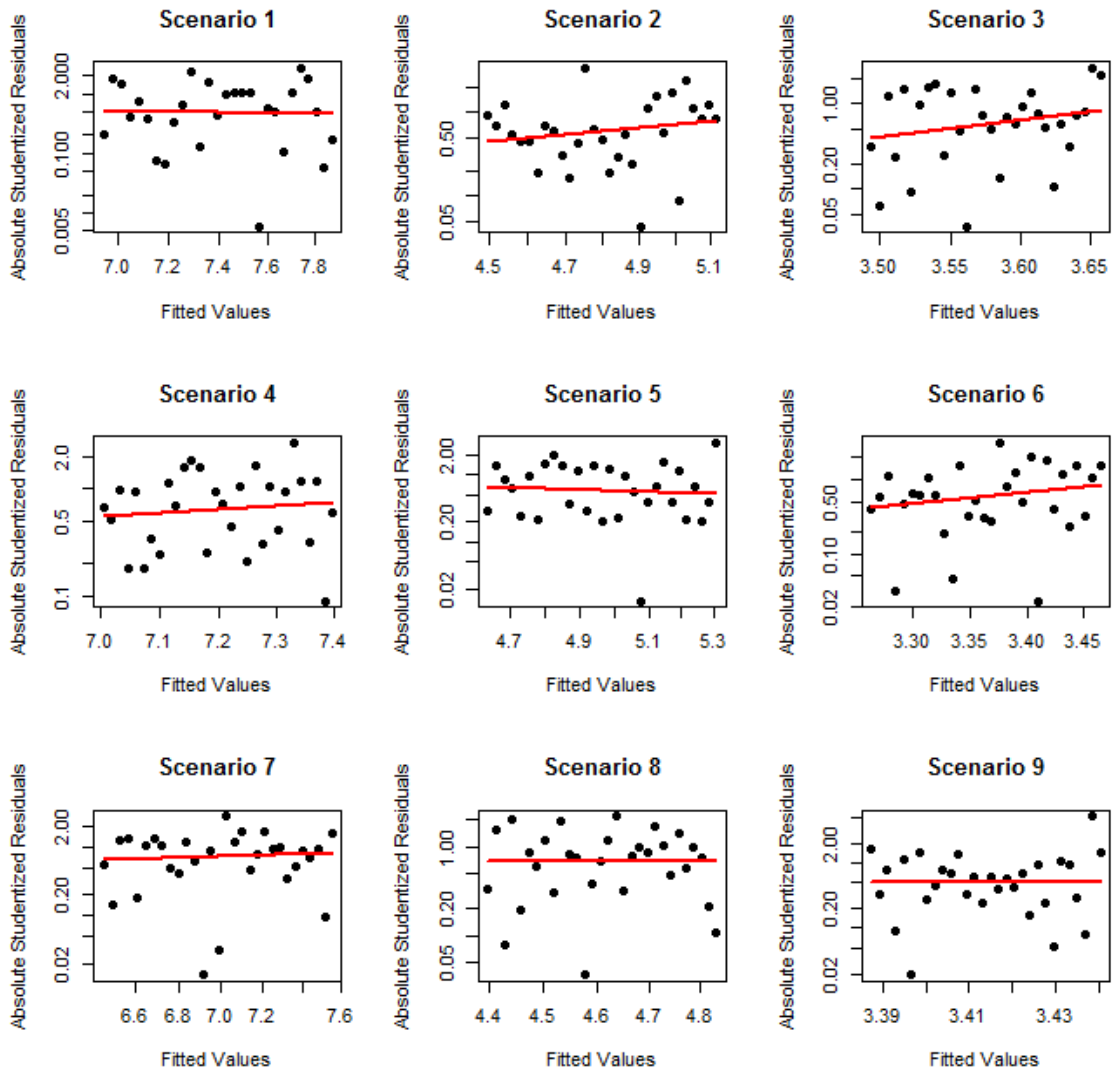 Scenario 1
Absolute Studentized Residuals
2.000
0.100
0.005
7.0 7.2 7.4 7.6 7.8
Fitted Values
Scenario 2
Absolute Studentized Residuals
0.50
0.05
4.5 4.7 4.9 5.1
Fitted Values
Scenario 3
Absolute Studentized Residuals
1.00
0.20
0.05
3.50 3.55 3.60 3.65
Fitted Values
Scenario 4
Absolute Studentized Residuals
2.0
0.5
0.1
7.0 7.1 7.2 7.3 7.4
Fitted Values
Scenario 5
Absolute Studentized Residuals
2.00
0.20
0.02
4.7 4.9 5.1 5.3
Fitted Values
Scenario 6
Absolute Studentized Residuals
0.50
0.10
0.02
3.30 3.35 3.40 3.45
Fitted Values
Scenario 7
Absolute Studentized Residuals
2.00
0.20
0.02
6.6 6.8 7.0 7.2 7.6
Fitted Values
Scenario 8
Absolute Studentized Residuals
1.00
0.20
0.05
4.4 4.5 4.6 4.7 4.8
Fitted Values
Scenario 9
Absolute Studentized Residuals
2.00
0.20
0.02
3.39 3.41 3.43
Fitted Values